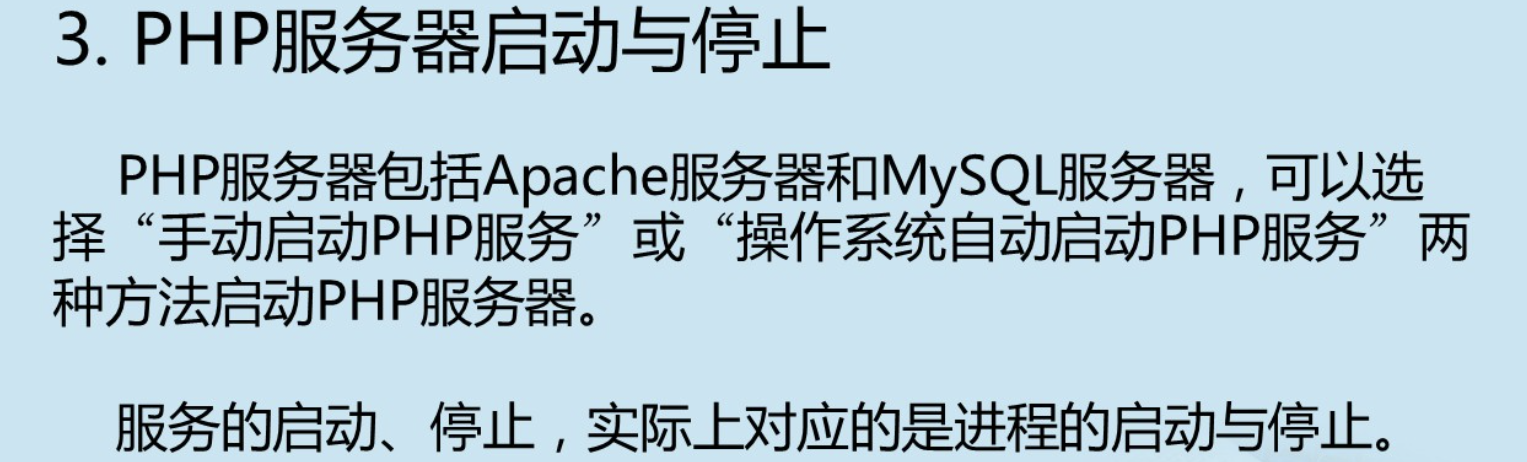 3. PHP服务器启动与停止
PHP服务器包括Apache服务器和MySQL服务器，可以选
择“手动启动PHP服务”或“操作系统自动启动PHP服务”两
种方法启动PHP服务器。
服务的启动、停止，实际上对应的是进程的启动与停止。